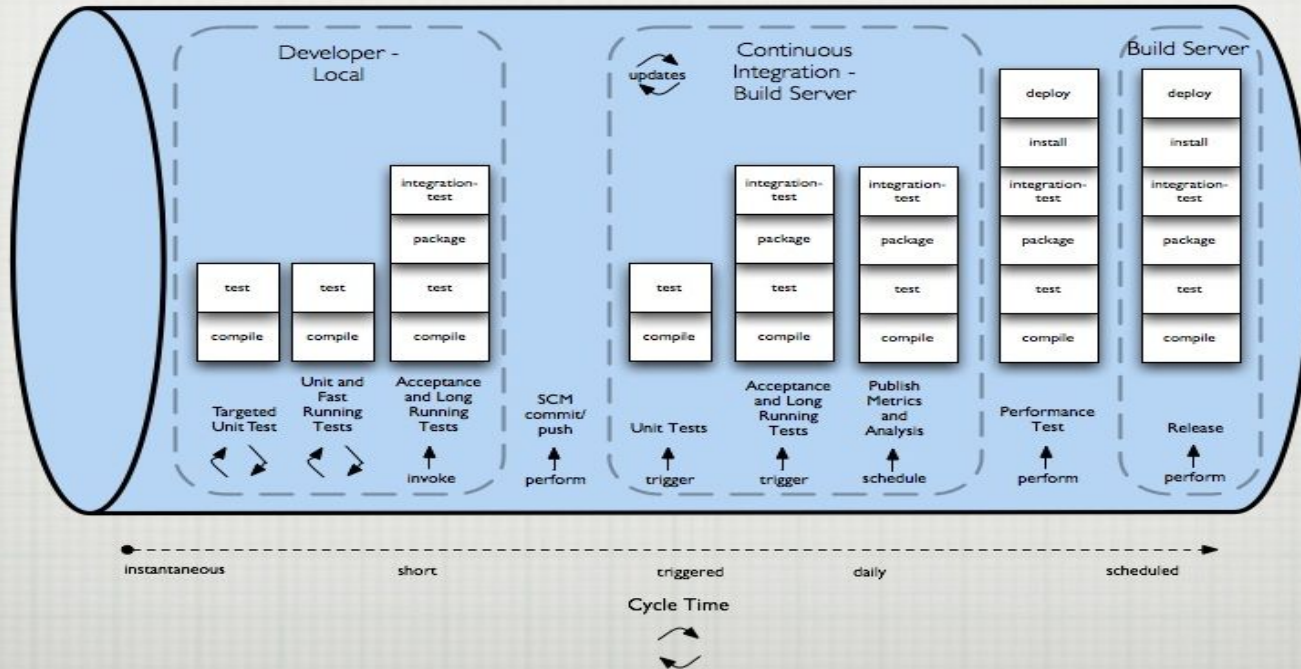 Developer -
Local
updates
Continuous
Integration -
Build Server
Build Server
test
compile
test
compile
integration-
test
package
test
compile
test
compile
integration-
test
package
test
compile
integration-
test
package
test
compile
deploy
install
integration-
test
package
test
compile
deploy
install
integration-
test
package
test
compile
Targeted
Unit Test
Unit and
Fast
Running
Tests
Acceptance
and Long
Running
Tests
invoke
SCM
commit/
push
perform
Unit Tests
trigger
Acceptance
and Long
Running
Tests
trigger
Publish
Metrics
and
Analysis
schedule
Performance
Test
perform
Release
perform
instantaneous
short
triggered
daily
scheduled
Cycle Time